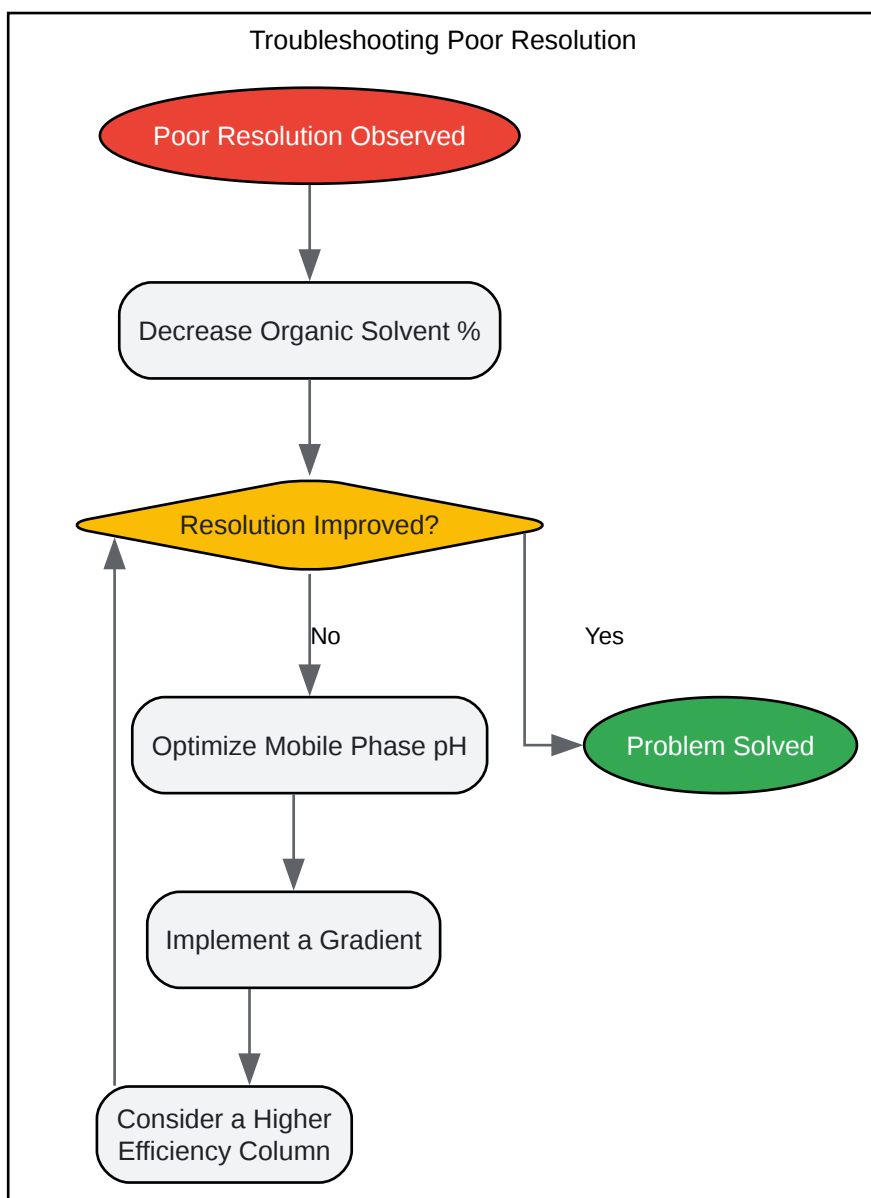 Troubleshooting Poor Resolution
Poor Resolution Observed
Decrease Organic Solvent %
Resolution Improved?
No
Yes
Optimize Mobile Phase pH
Problem Solved
Implement a Gradient
Consider a Higher
Efficiency Column